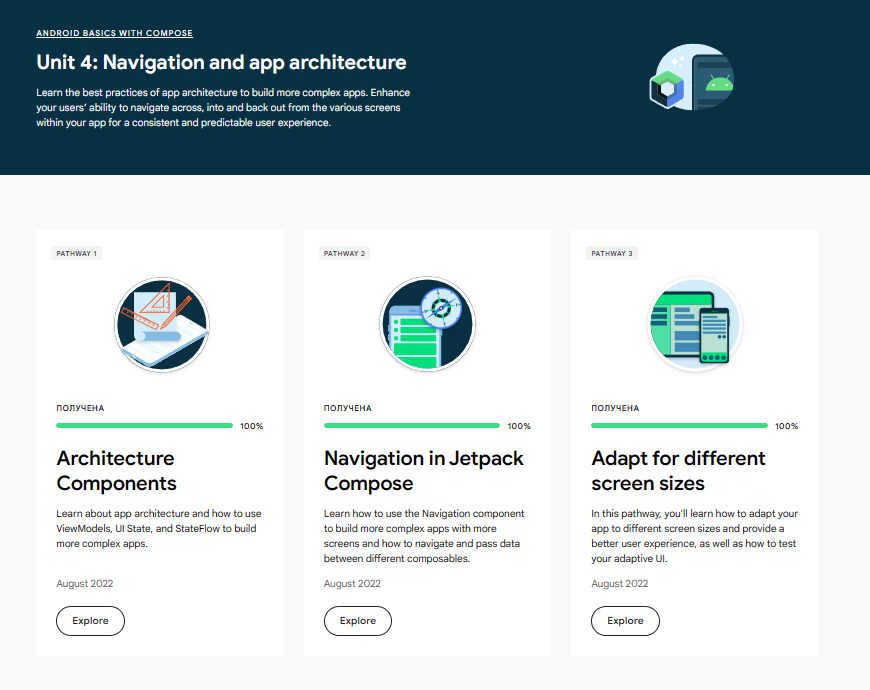 ANDROID BASICS WITH COMPOSE
Unit 4: Navigation and app architecture
Learn the best practices of app architecture to build more complex apps. Enhance
your users' ability to navigate across, into and back out from the various screens
within your app for a consistent and predictable user experience.
PATHWAY 1
ПОЛУЧЕНА
100%
Architecture
Components
Learn about app architecture and how to use
ViewModels, UI State, and StateFlow to build
more complex apps.
August 2022
Explore
PATHWAY 2
ПОЛУЧЕНА
100%
Navigation in Jetpack
Compose
Learn how to use the Navigation component
to build more complex apps with more
screens and how to navigate and pass data
between different composables.
August 2022
Explore
PATHWAY 3
ПОЛУЧЕНА
100%
Adapt for different
screen sizes
In this pathway, you'll learn how to adapt your
app to different screen sizes and provide a
better user experience, as well as how to test
your adaptive UI.
August 2022
Explore